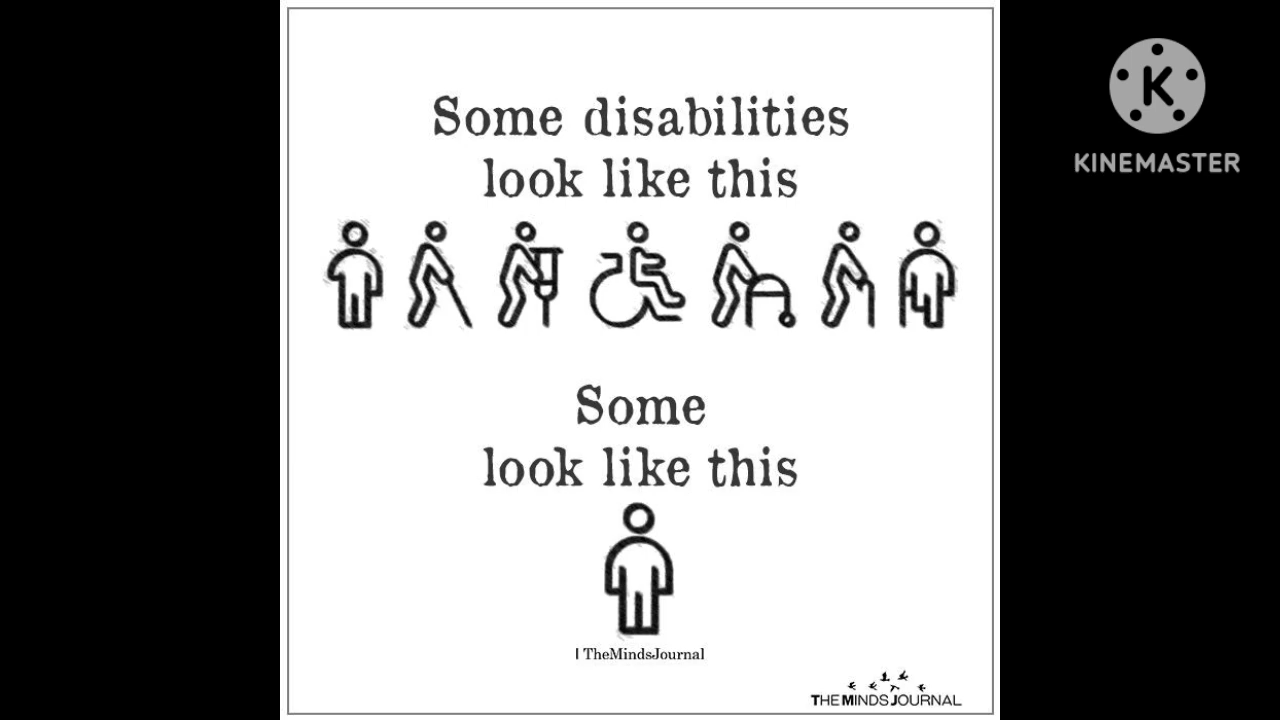 Some disabilities
look like this
Some
look like this
| TheMindsJournal
THE MINDS JOURNAL
K
KINEMASTER